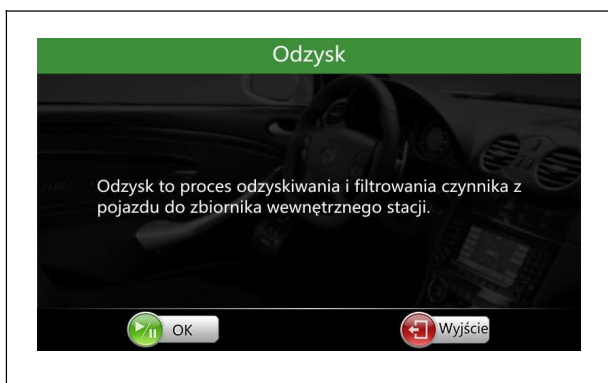 Odzysk
Odzysk to proces odzyskiwania i filtrowania czynnika z
pojazdu do zbiornika wewnętrznego stacji.
OK
Wyjście